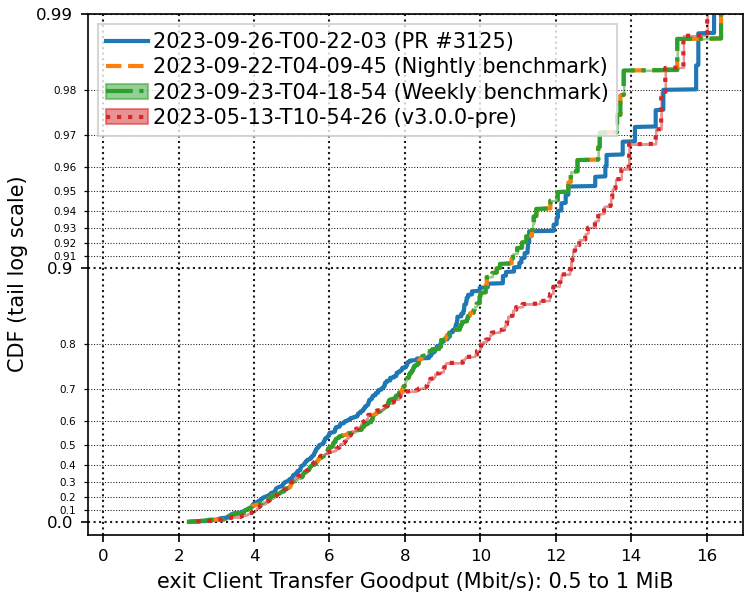 0.99
2023-09-26-T00-22-03 (PR #3125)
2023-09-22-T04-09-45 (Nightly benchmark)
2023-09-23-T04-18-54 (Weekly benchmark)
2023-05-13-T10-54-26 (v3.0.0-pre)
0.98
0.97
0.96
0.95
0.94
0.93
0.92
0.91
0.9
0.8
0.7
0.6
0.5
0.4
0.3
0.2
0.1
0.0
CDF (tail log scale)
0 2 4 6 8 10 12 14 16
exit Client Transfer Goodput (Mbit/s): 0.5 to 1 MiB